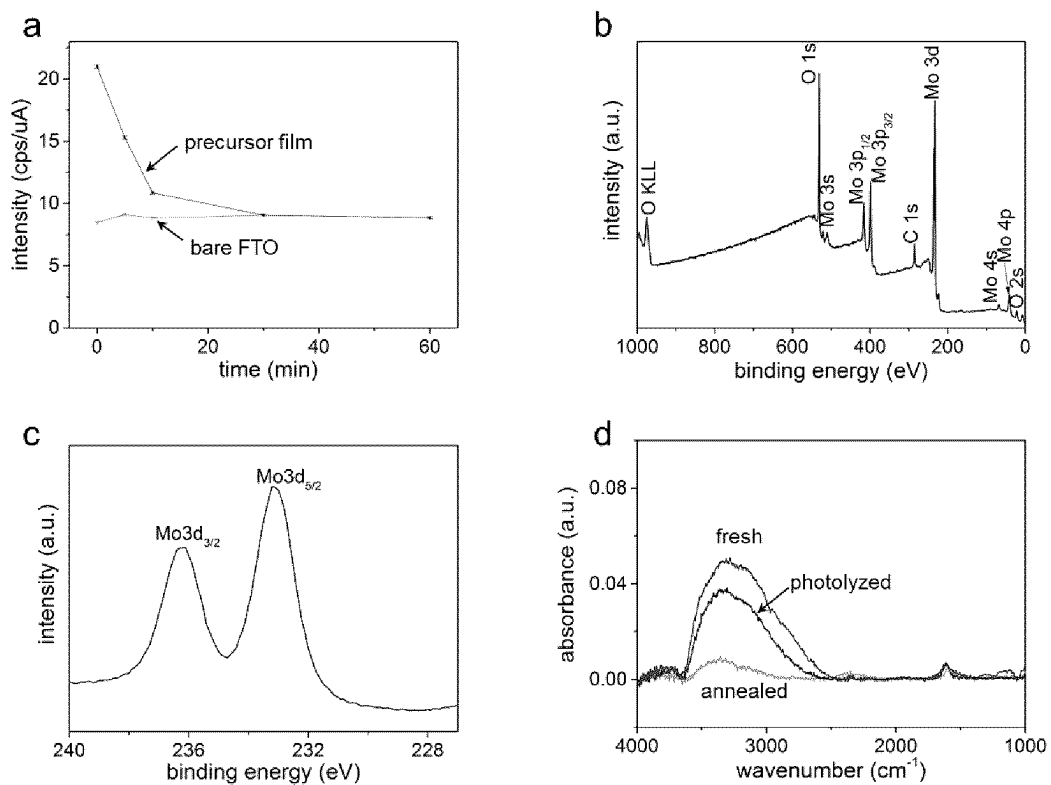 a
20
15
10
5
0
intensity (cps/uA)
precursor film
bare FTO
0
20
40
60
time (min)
b
intensity (a.u.)
O KLL
O 1s
Mo 3s
Mo 3p1/2
Mo 3p3/2
C 1s
Mo 3d
Mo 4s
Mo 4p
O 2s
1000
800
600
400
200
0
binding energy (eV)
c
intensity (a.u.)
Mo3d3/2
Mo3d5/2
240
236
232
228
binding energy (eV)
d
0.08
0.04
0.00
absorbance (a.u.)
fresh
photolyzed
annealed
4000
3000
2000
1000
wavenumber (cm-1)